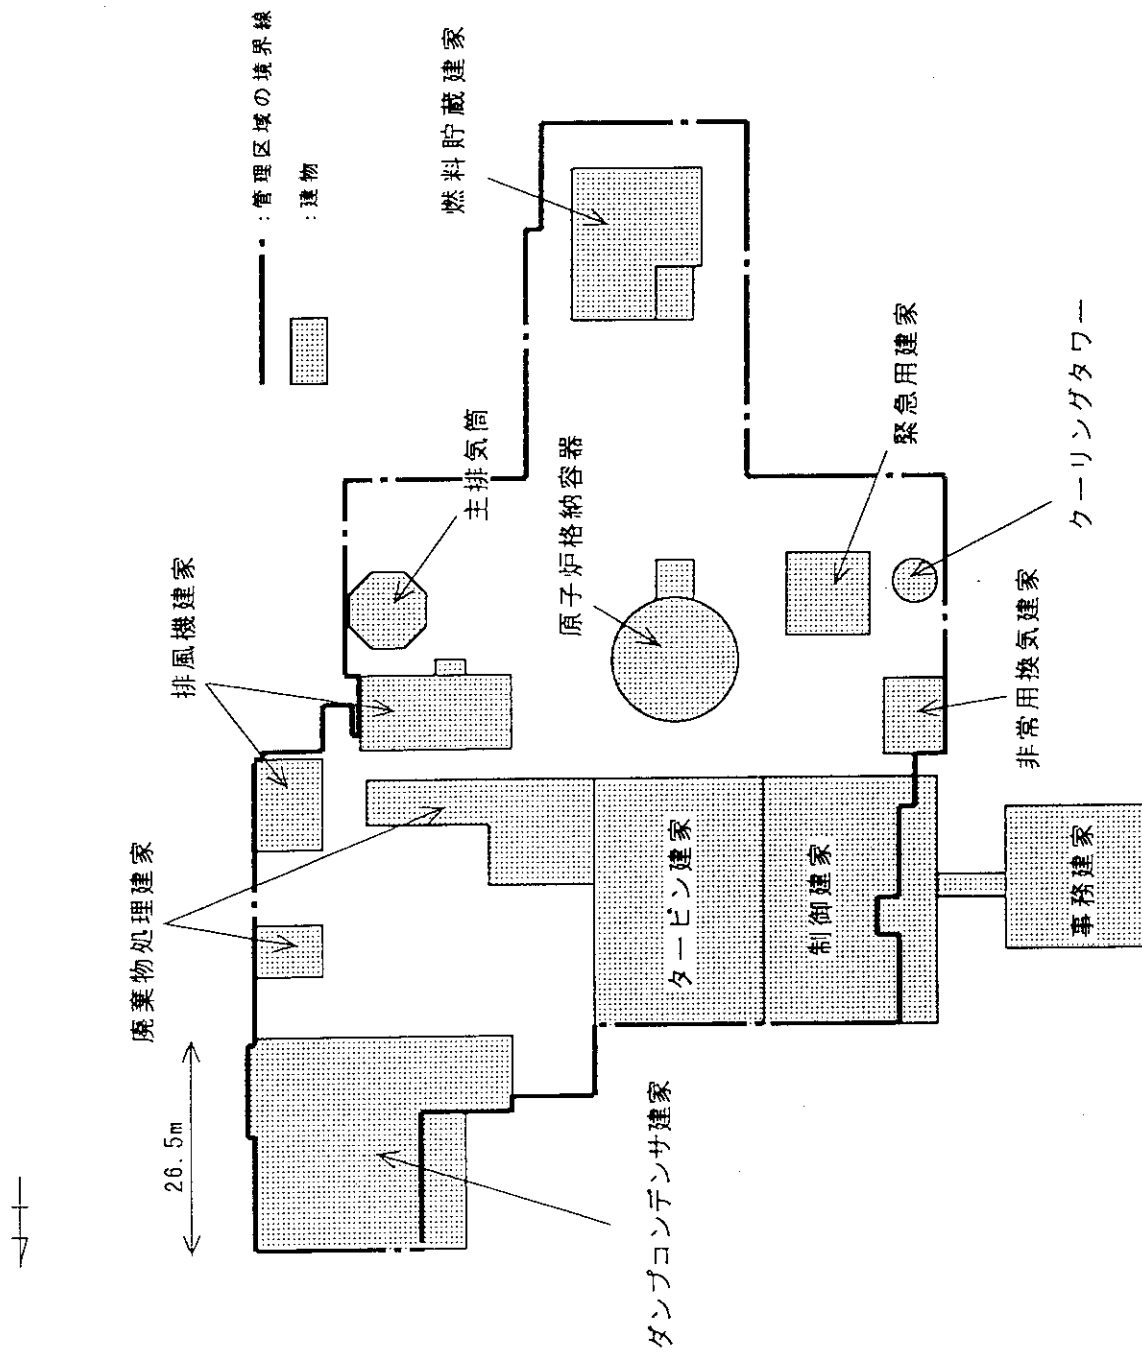 ：管理区域の境界線
：建物
燃料貯蔵建家
主排気筒
排風機建家
原子炉格納容器
緊急用建家
クーリングタワー
非常用換気建家
廃棄物処理建家
タービン建家
制御建家
事務建家
26.5m
ダンプコンデンサ建家